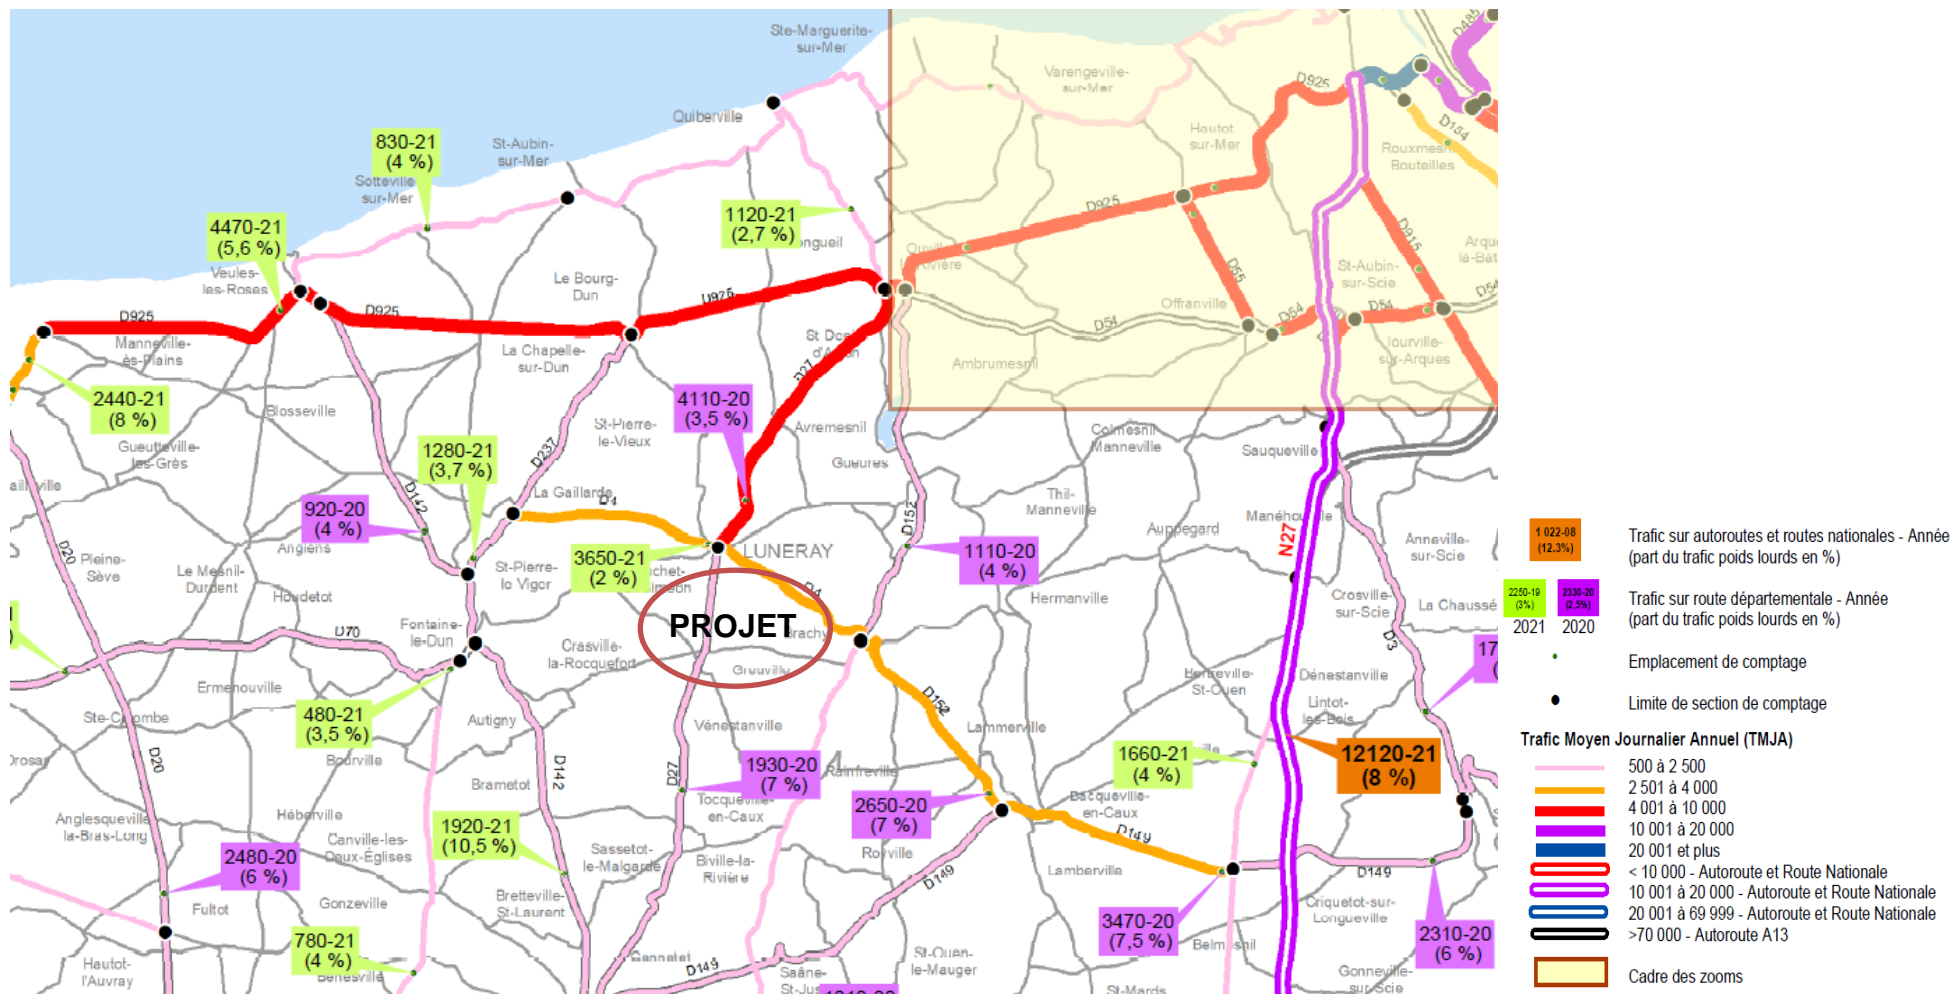 Ste-Marguerite-
sur-Mer
Varengeville-
sur-Mer
D925
D485
Quiberville
D154
830-21
(4 %)
St-Aubin-
sur-Mer
Hautot
sur-Mer
Bouteilles
Sotteville
sur-Mer
4470-21
(5,6 %)
1120-21
(2,7 %)
D925
D915
Veules-
les-Roses
Le Bourg-
Dun
D55
St-Aubin-
sur-Scie
Offranville
D925
D925
D54
D54
D54
D54
Manneville-
ès-Plains
La Chapelle-
sur-Dun
Ambrumesnil
sur-Arques
D27
2440-21
(8 %)
4110-20
(3,5 %)
Blosseville
St-Pierre-
le-Vieux
Avremesnil
Colmesnil
Manneville
Sauqueville
Gueutteville-
les-Grès
1280-21
(3,7 %)
D237
Gueures
920-20
(4 %)
D142
La Gaillarde
D4
D152
Thil-
Manneville
Auppegard
Manéhouville
N27
D20
Pleine-
Sève
Angiens
LUNERAY
Anneville-
sur-Scie
3650-21
(2 %)
1110-20
(4 %)
Le Mesnil-
Durdent
St-Pierre-
le Viger
D4
Houdetot
Hermanville
Crosville-
sur-Scie
La Chaussé
D70
Fontaine-
le-Dun
PROJET
Brachy
Crasville-
la-Rocquefort
Gruville
D3
17
Ermenouville
Bertreville-
St-Ouen
Dénestanville
480-21
(3,5 %)
Ste-Colombe
Autigny
Vénestanville
D152
Lammerville
Lintot-
les-Bois
D20
Bourville
D142
D27
1930-20
(7 %)
Rainfreville
1660-21
(4 %)
12120-21
(8 %)
Brametot
Tocqueville-
en-Caux
2650-20
(7 %)
Bacqueville-
en-Caux
Anglesqueville
la-Bras-Long
Héberville
1920-21
(10,5 %)
D149
Canville-les-
Deux-Églises
Sassetot-
le-Malgardé
Biville-la-
Rivière
Royville
2480-20
(6 %)
D149
Lamberville
D149
Bretteville-
St-Laurent
Criquetot-sur-
Longueville
Fultot
Gonzeville
3470-20
(7,5 %)
2310-20
(6 %)
780-21
(4 %)
Belmesnil
Hautot-
l'Auvray
Benesville
D149
Saâne-
St-Ouen-
le-Mauger
St-Mards
Gonneville-
sur-Scie
1 022-08
(12.3%)
Trafic sur autoroutes et routes nationales - Année
(part du trafic poids lourds en %)
2250-19
(3%)
2330-20
(2,5%)
2021
2020
Trafic sur route départementale - Année
(part du trafic poids lourds en %)
Emplacement de comptage
Limite de section de comptage
Trafic Moyen Journalier Annuel (TMJA)
500 à 2 500
2 501 à 4 000
4 001 à 10 000
10 001 à 20 000
20 001 et plus
< 10 000 - Autoroute et Route Nationale
10 001 à 20 000 - Autoroute et Route Nationale
20 001 à 69 999 - Autoroute et Route Nationale
>70 000 - Autoroute A13
Cadre des zooms